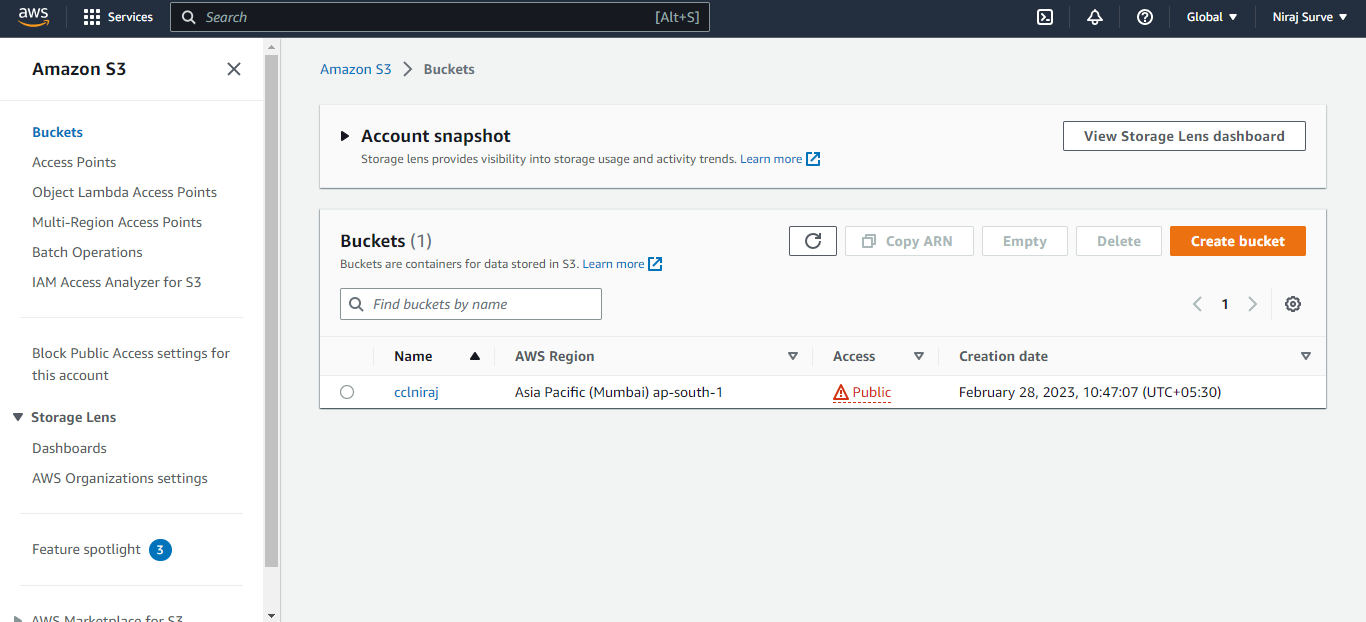 aws
Services
Search
[Alt+S]
Global
Niraj Surve
Amazon S3
Buckets
Access Points
Object Lambda Access Points
Multi-Region Access Points
Batch Operations
IAM Access Analyzer for S3
Block Public Access settings for
this account
Storage Lens
Dashboards
AWS Organizations settings
Feature spotlight 3
AWS Marketplace for S3
Amazon S3 > Buckets
Account snapshot
Storage lens provides visibility into storage usage and activity trends. Learn more
View Storage Lens dashboard
Buckets (1)
Buckets are containers for data stored in S3. Learn more
Copy ARN
Empty
Delete
Create bucket
Find buckets by name
1
Name AWS Region Access Creation date
cclniraj Asia Pacific (Mumbai) ap-south-1 Public February 28, 2023, 10:47:07 (UTC+05:30)